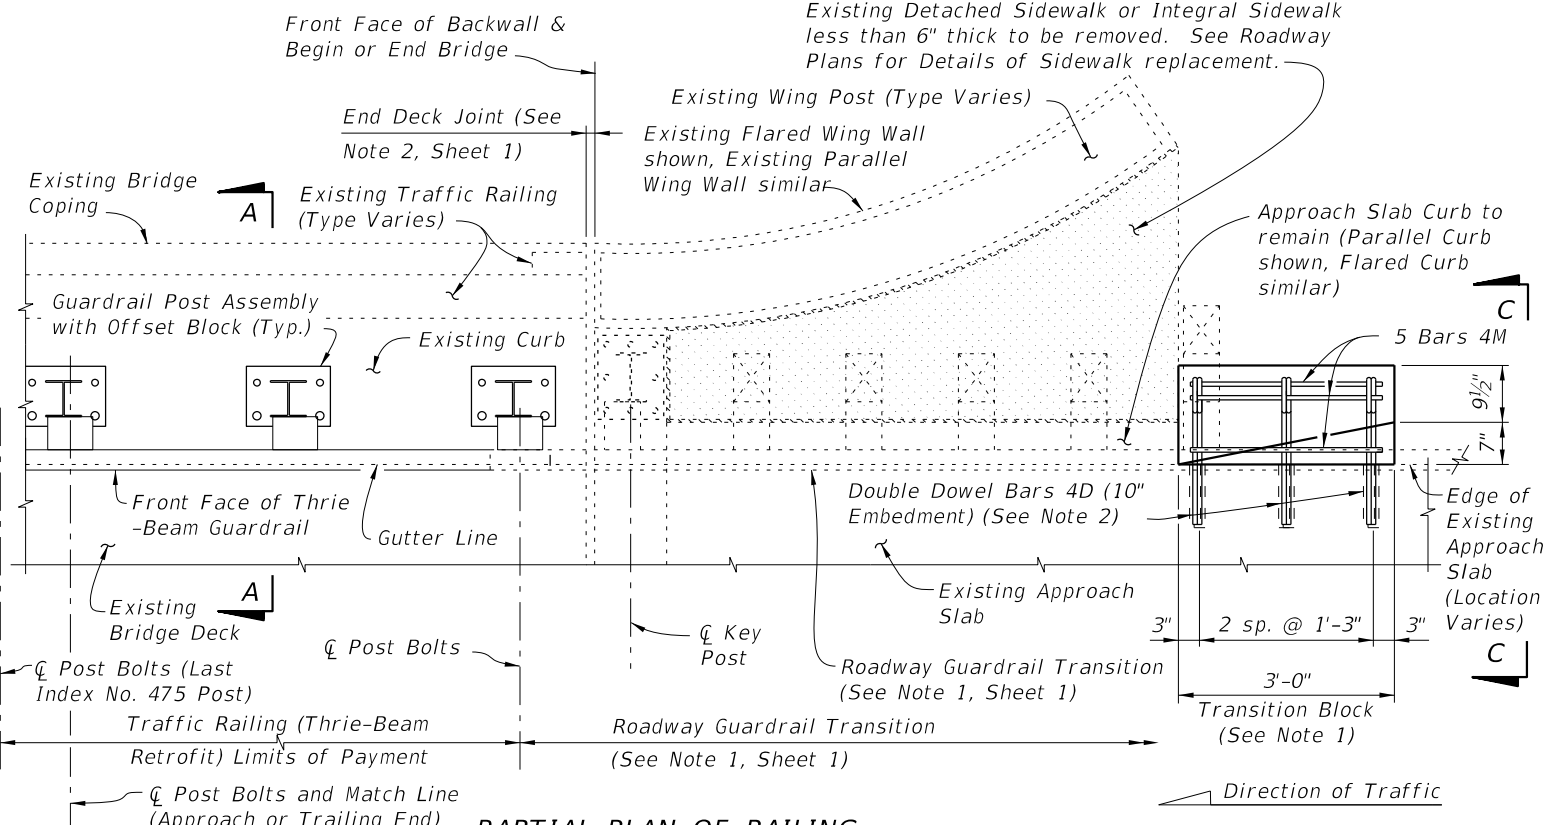 Front Face of Backwall &
Begin or End Bridge
Existing Detached Sidewalk or Integral Sidewalk
less than 6" thick to be removed. See Roadway
Plans for Details of Sidewalk replacement.
Existing Wing Post (Type Varies)
End Deck Joint (See
Note 2, Sheet 1)
Existing Flared Wing Wall
shown, Existing Parallel
Wing Wall similar
Existing Bridge
Coping
A
Existing Traffic Railing
(Type Varies)
Approach Slab Curb to
remain (Parallel Curb
shown, Flared Curb
similar)
C
Guardrail Post Assembly
with Offset Block (Typ.)
Existing Curb
5 Bars 4M
9½"
7"
Front Face of Thrie
-Beam Guardrail
Gutter Line
Double Dowel Bars 4D (10"
Embedment) (See Note 2)
Edge of
Existing
Approach
Slab
(Location
Varies)
Existing
Bridge Deck
A
Existing Approach
Slab
3"
2 sp. @ 1'-3"
3"
℄ Key
Post
℄ Post Bolts
C
℄ Post Bolts (Last
Index No. 475 Post)
Roadway Guardrail Transition
(See Note 1, Sheet 1)
3'-0"
Transition Block
(See Note 1)
Traffic Railing (Thrie-Beam
Retrofit) Limits of Payment
Roadway Guardrail Transition
(See Note 1, Sheet 1)
℄ Post Bolts and Match Line
(Approach or Trailing End)
Direction of Traffic
PARTIAL PLAN OF RAILING